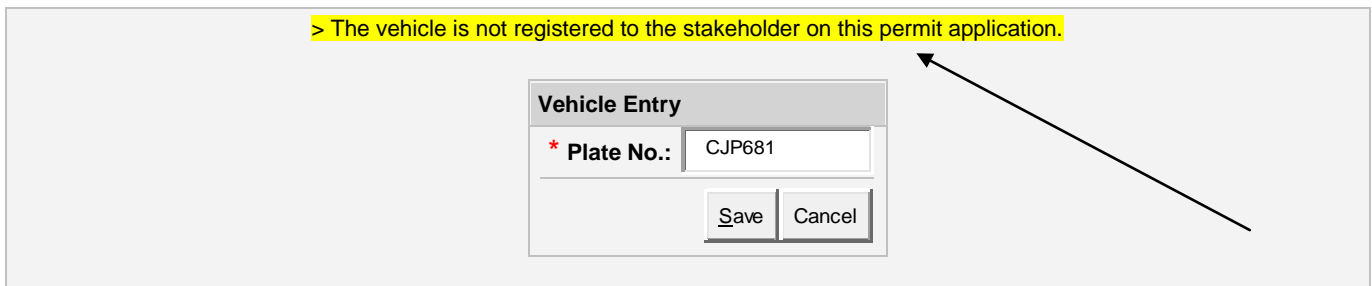 > The vehicle is not registered to the stakeholder on this permit application.
Vehicle Entry
* Plate No.: CJP681
Save Cancel